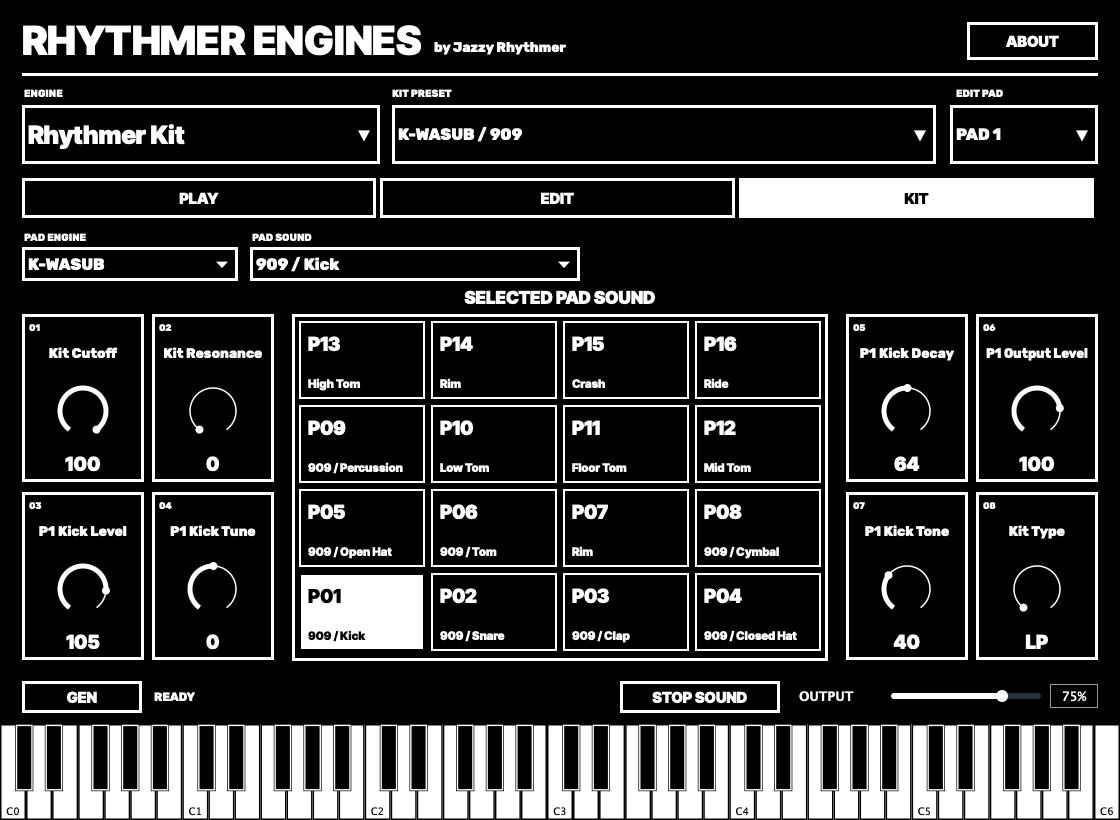 RHYTHMER ENGINES by Jazzy Rhythmer
ABOUT
ENGINE
KIT PRESET
EDIT PAD
Rhythmer Kit
K-WASUB / 909
PAD 1
PLAY
EDIT
KIT
PAD ENGINE
PAD SOUND
K-WASUB
909 / Kick
SELECTED PAD SOUND
01
Kit Cutoff
100
02
Kit Resonance
0
03
P1 Kick Level
105
04
P1 Kick Tune
0
P13
High Tom
P14
Rim
P15
Crash
P16
Ride
P09
909 / Percussion
P10
Low Tom
P11
Floor Tom
P12
Mid Tom
P05
909 / Open Hat
P06
909 / Tom
P07
Rim
P08
909 / Cymbal
P01
909 / Kick
P02
909 / Snare
P03
909 / Clap
P04
909 / Closed Hat
05
P1 Kick Decay
64
06
P1 Output Level
100
07
P1 Kick Tone
40
08
Kit Type
LP
GEN
READY
STOP SOUND
OUTPUT
75%
C0
C1
C2
C3
C4
C5
C6